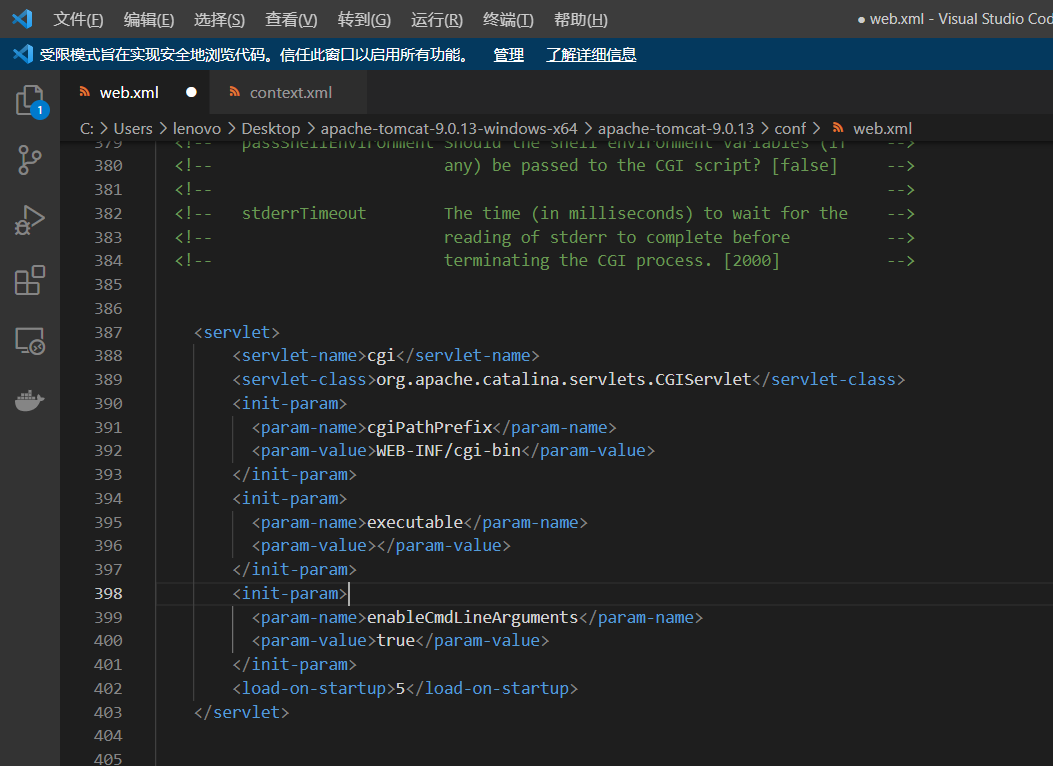 文件(F) 编辑(E) 选择(S) 查看(V) 转到(G) 运行(R) 终端(T) 帮助(H) ● web.xml - Visual Studio Cod
受限模式旨在实现安全地浏览代码。信任此窗口以启用所有功能。 管理 了解详细信息
web.xml ● context.xml
1
C: > Users > lenovo > Desktop > apache-tomcat-9.0.13-windows-x64 > apache-tomcat-9.0.13 > conf > web.xml
379 <!-- passShellEnvironment Should the shell environment variables (if -->
380 <!-- any) be passed to the CGI script? [false] -->
381 <!-- -->
382 <!-- stderrTimeout The time (in milliseconds) to wait for the -->
383 <!-- reading of stderr to complete before -->
384 <!-- terminating the CGI process. [2000] -->
385
386
387 <servlet>
388 <servlet-name>cgi</servlet-name>
389 <servlet-class>org.apache.catalina.servlets.CGIServlet</servlet-class>
390 <init-param>
391 <param-name>cgiPathPrefix</param-name>
392 <param-value>WEB-INF/cgi-bin</param-value>
393 </init-param>
394 <init-param>
395 <param-name>executable</param-name>
396 <param-value></param-value>
397 </init-param>
398 <init-param>
399 <param-name>enableCmdLineArguments</param-name>
400 <param-value>true</param-value>
401 </init-param>
402 <load-on-startup>5</load-on-startup>
403 </servlet>
404
405